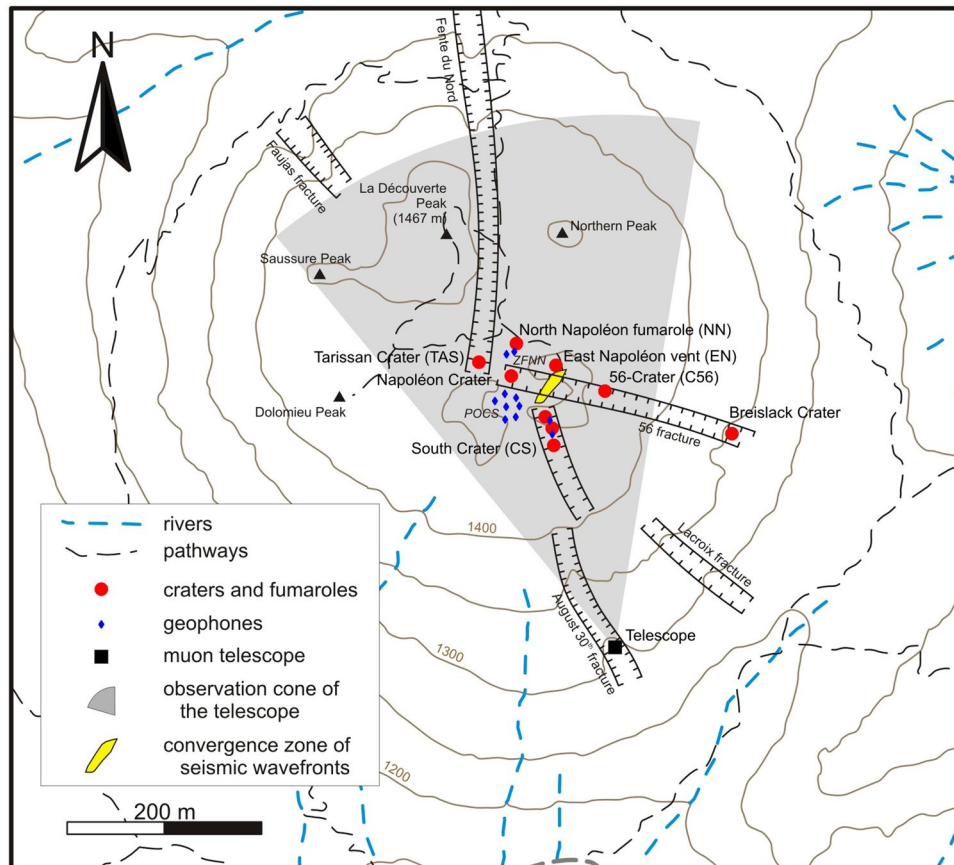 N
Fente du Nord
Faujas fracture
La Découverte
Peak
(1467 m)
Northern Peak
Saussure Peak
North Napoléon fumarole (NN)
ZFNN
Tarissan Crater (TAS)
East Napoléon vent (EN)
Napoléon Crater
56-Crater (C56)
Dolomieu Peak
POCS
Breislack Crater
56 fracture
South Crater (CS)
1400
Lacroix fracture
August 30th fracture
Telescope
1300
1200
rivers
pathways
craters and fumaroles
geophones
muon telescope
observation cone of
the telescope
convergence zone of
seismic wavefronts
200 m